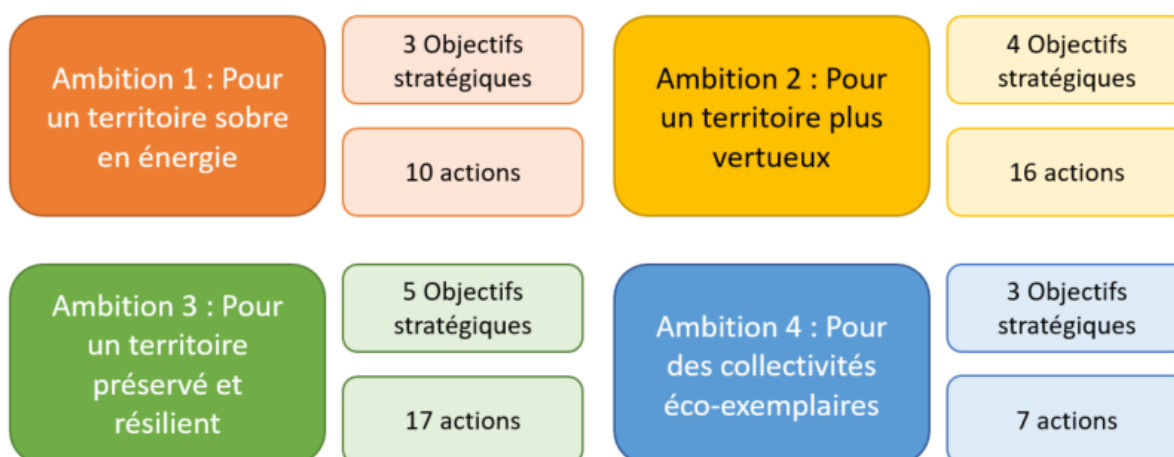 Ambition 1 : Pour
un territoire sobre
en énergie
3 Objectifs
stratégiques
10 actions
Ambition 2 : Pour
un territoire plus
vertueux
4 Objectifs
stratégiques
16 actions
Ambition 3 : Pour
un territoire
préservé et
résilient
5 Objectifs
stratégiques
17 actions
Ambition 4 : Pour
des collectivités
éco-exemplaires
3 Objectifs
stratégiques
7 actions